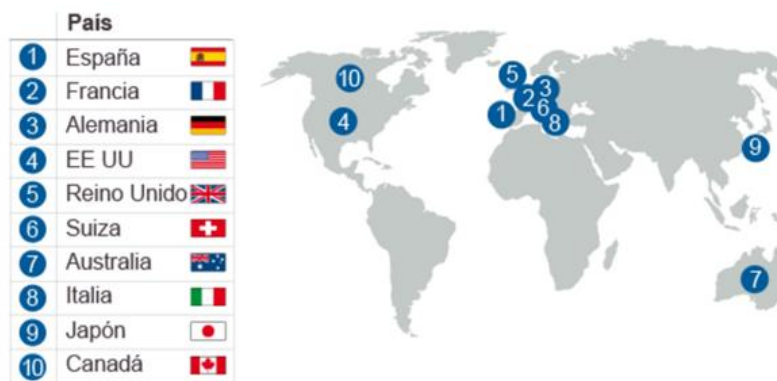 País
1 España
2 Francia
3 Alemania
4 EE UU
5 Reino Unido
6 Suiza
7 Australia
8 Italia
9 Japón
10 Canadá
10
5
3
2
6
1
4
8
9
7